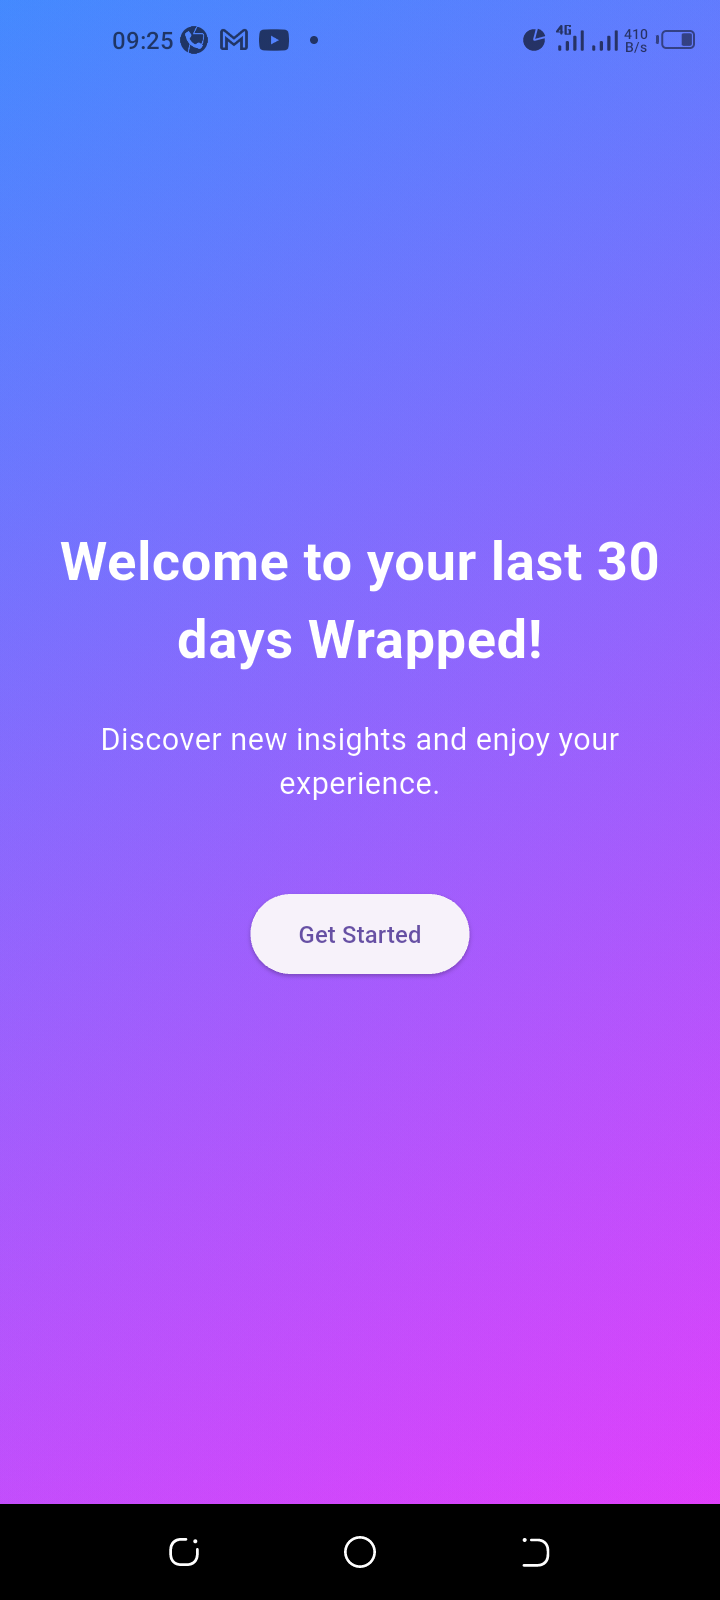 09:25
4G
410
B/s
Welcome to your last 30
days Wrapped!
Discover new insights and enjoy your
experience.
Get Started